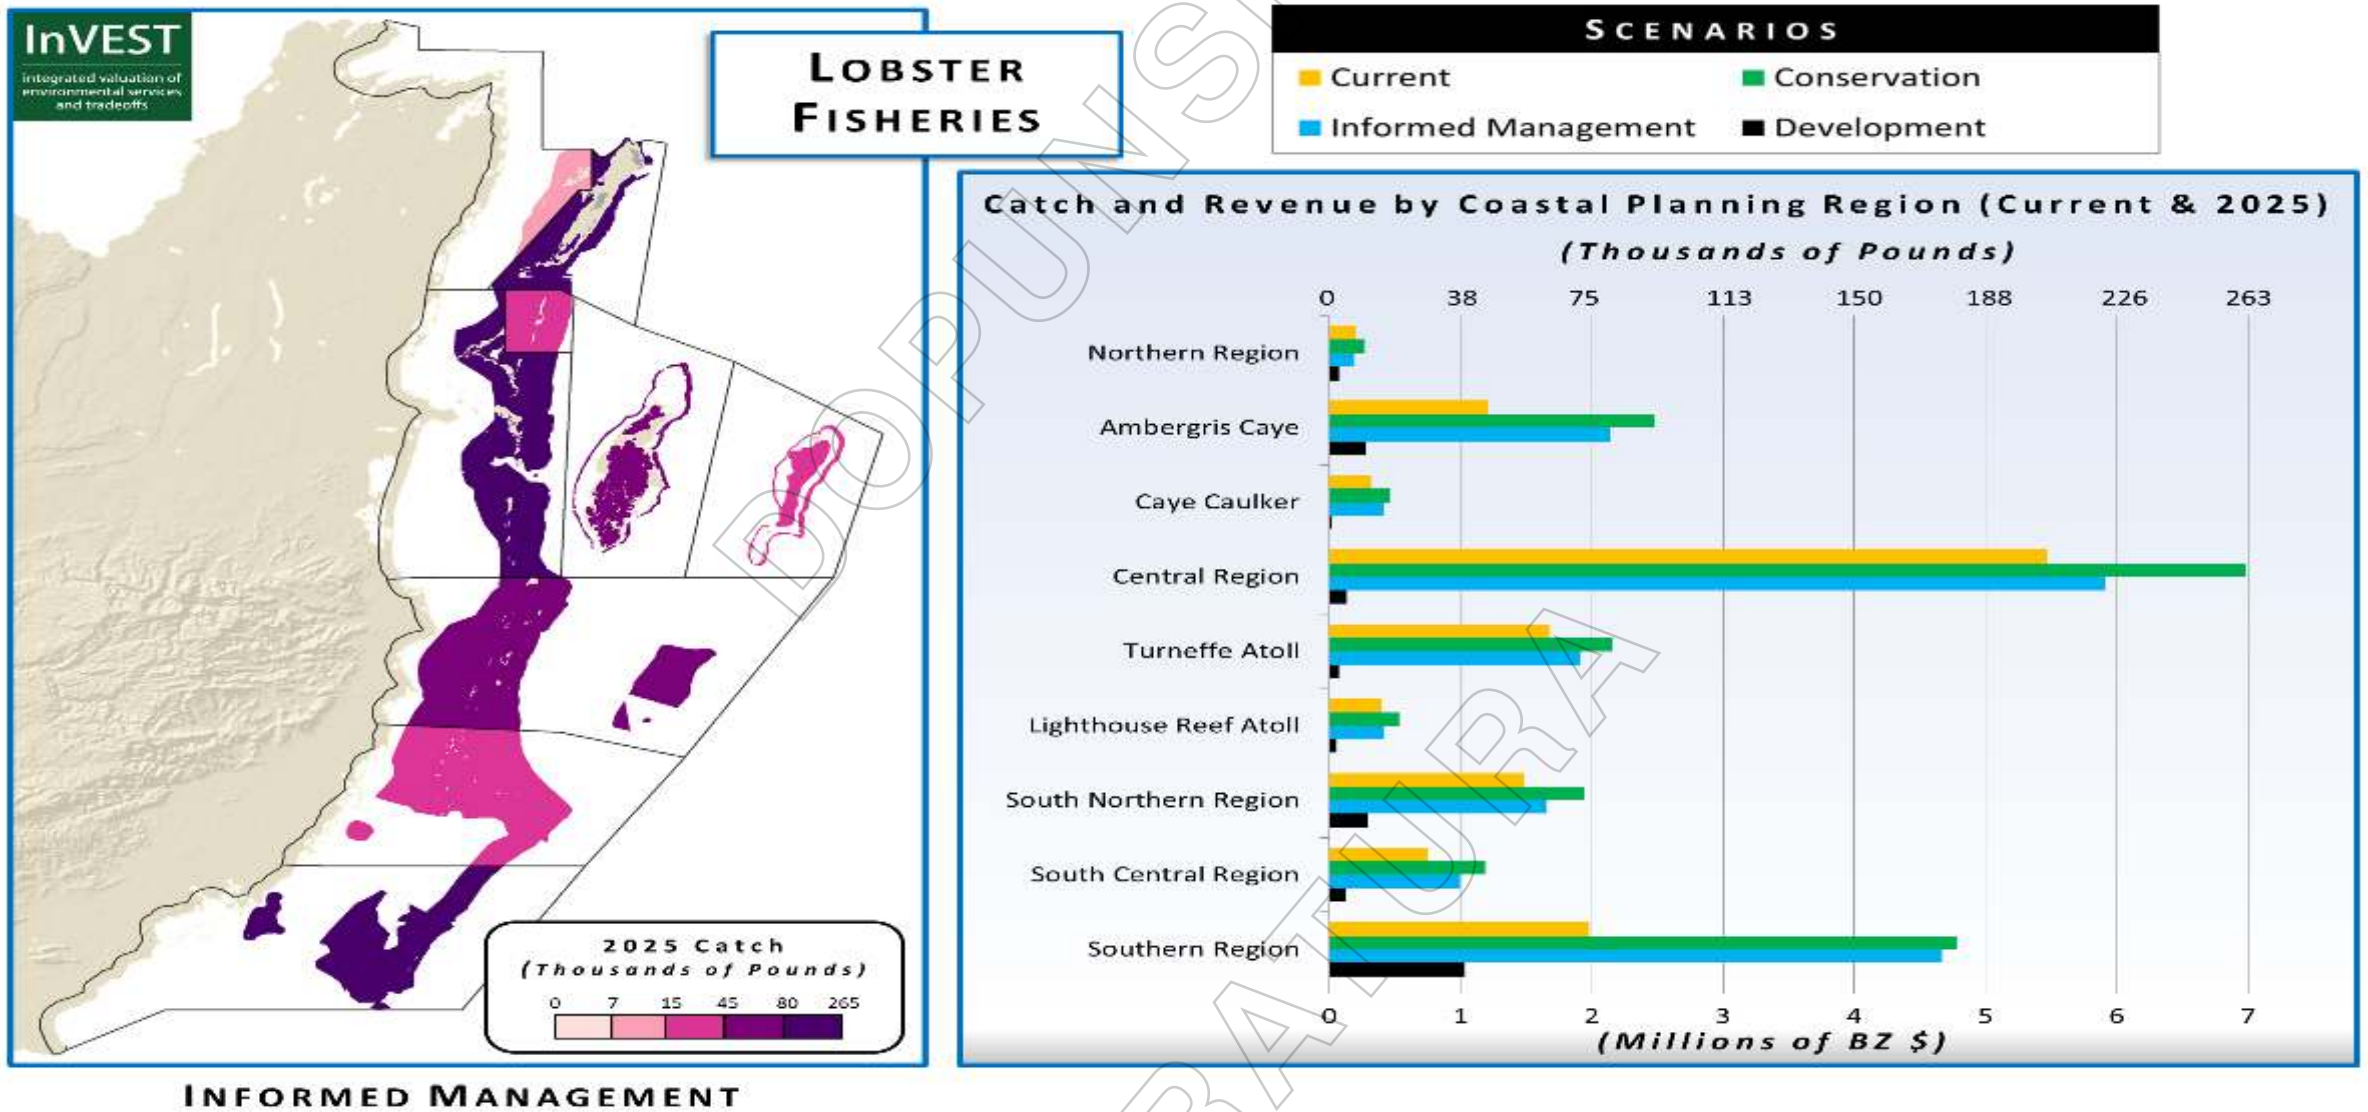 InVEST
integrated valuation of
environmental services
and tradeoffs
LOBSTER
FISHERIES
SCENARIOS
Current
Conservation
Informed Management
Development
Catch and Revenue by Coastal Planning Region (Current & 2025)
(Thousands of Pounds)
0 38 75 113 150 188 226 263
Northern Region
Ambergris Caye
Caye Caulker
Central Region
Turneffe Atoll
Lighthouse Reef Atoll
South Northern Region
South Central Region
Southern Region
0 1 2 3 4 5 6 7
(Millions of BZ $)
2025 Catch
(Thousands of Pounds)
0 7 15 45 80 265
INFORMED MANAGEMENT